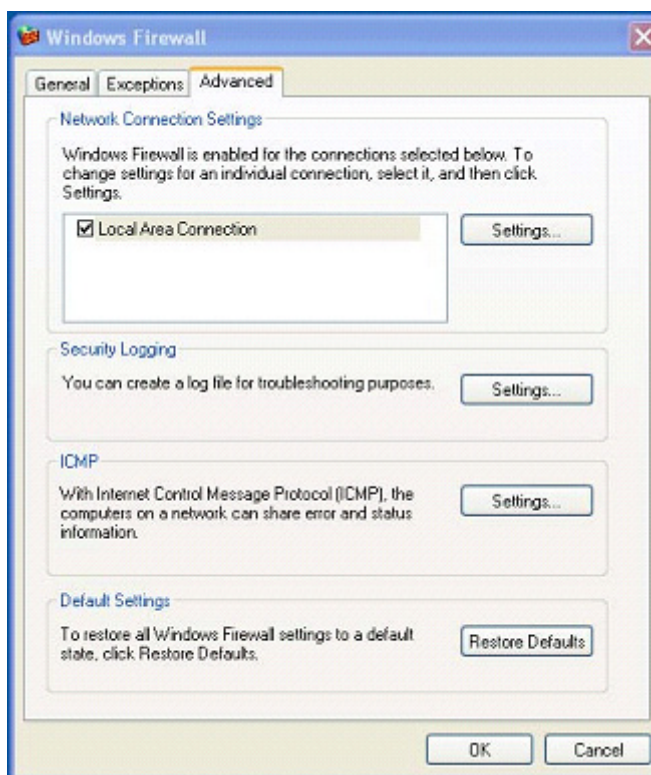 Windows Firewall
General
Exceptions
Advanced
Network Connection Settings
Windows Firewall is enabled for the connections selected below. To
change settings for an individual connection, select it, and then click
Settings.
Local Area Connection
Settings...
Security Logging
You can create a log file for troubleshooting purposes.
Settings...
ICMP
With Internet Control Message Protocol (ICMP), the
computers on a network can share error and status
information.
Settings...
Default Settings
To restore all Windows Firewall settings to a default
state, click Restore Defaults.
Restore Defaults
OK
Cancel